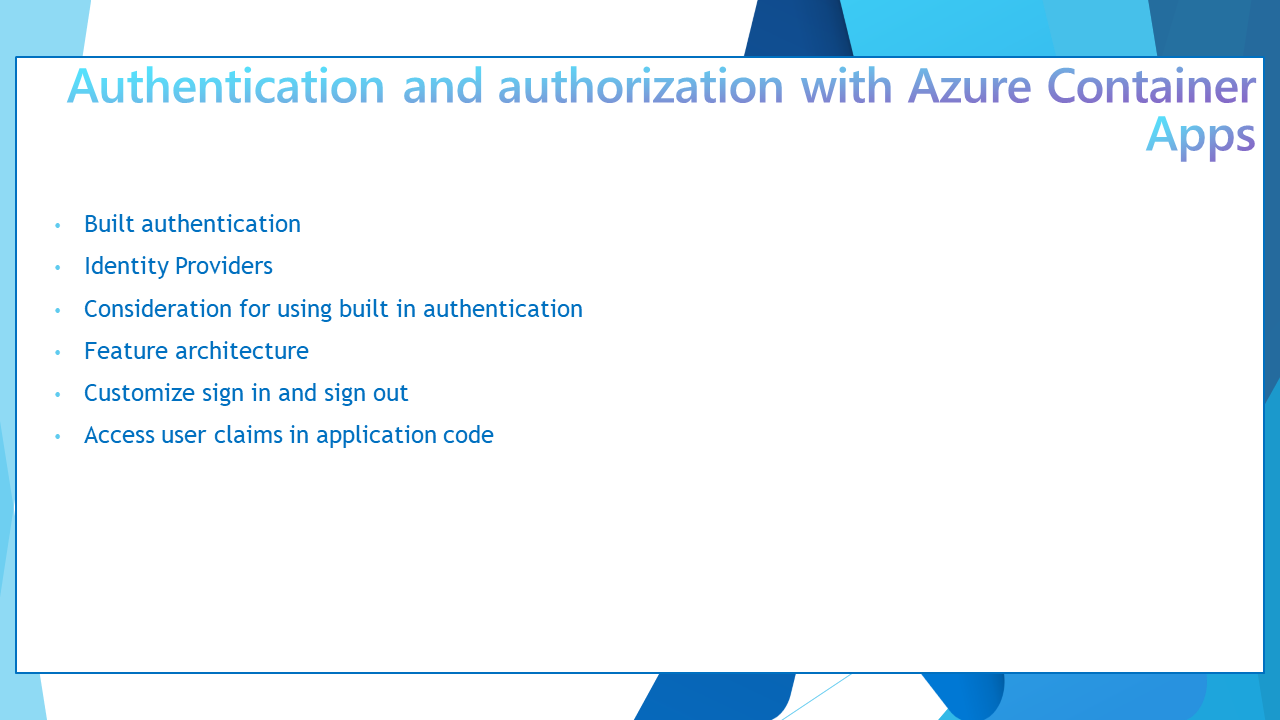 Authentication and authorization with Azure Container
Apps
• Built authentication
• Identity Providers
• Consideration for using built in authentication
• Feature architecture
• Customize sign in and sign out
• Access user claims in application code